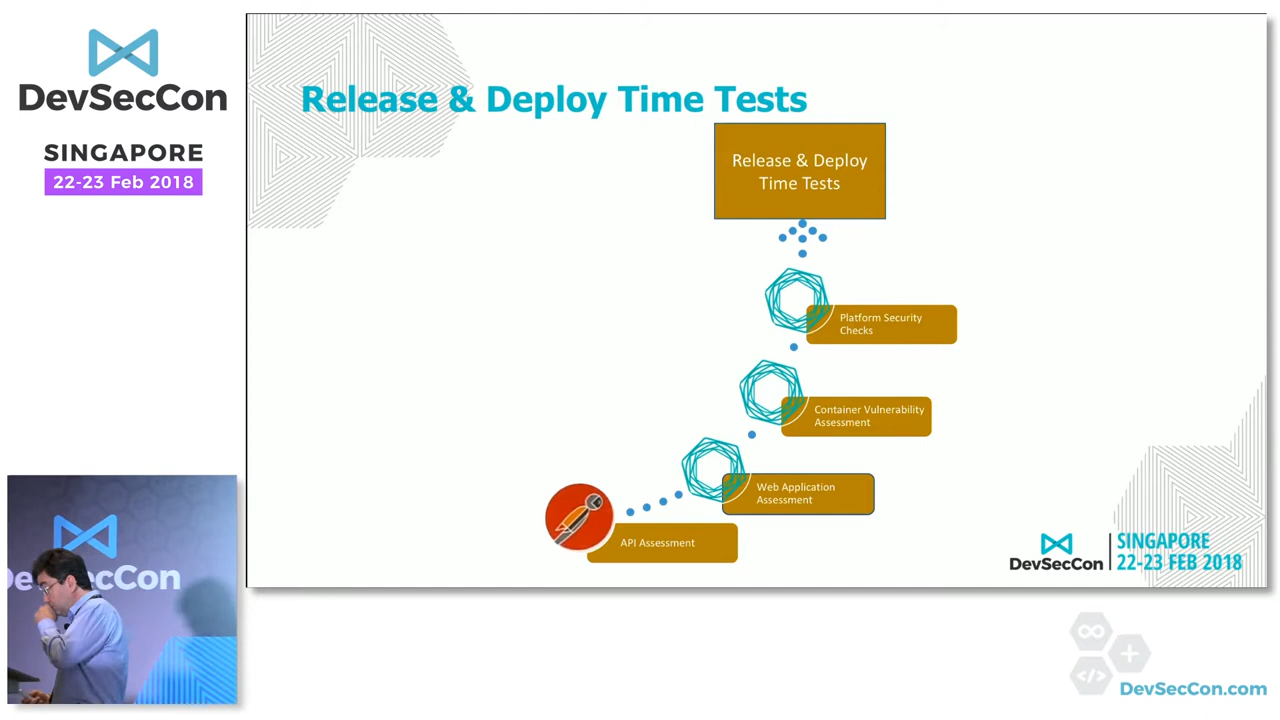 DevSecCon
SINGAPORE
22-23 Feb 2018
Release & Deploy Time Tests
Release & Deploy
Time Tests
Platform Security
Checks
Container Vulnerability
Assessment
Web Application
Assessment
API Assessment
DevSecCon
SINGAPORE
22-23 FEB 2018
DevSecCon
DevSecCon.com